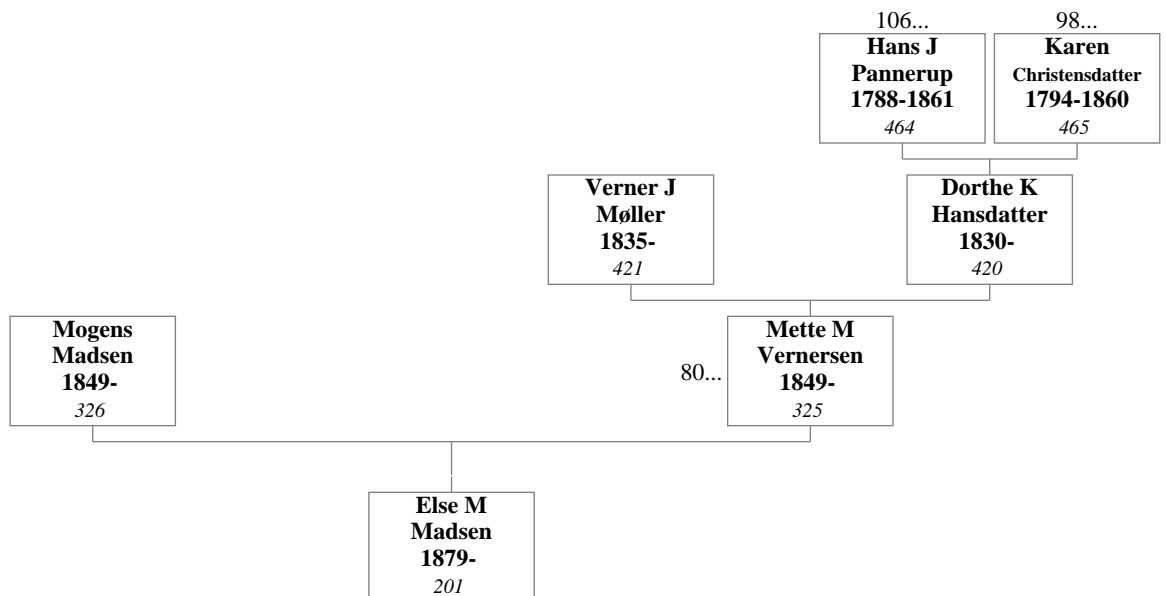 106...
98...
Hans J
Pannerup
1788-1861
464
Karen
Christensdatter
1794-1860
465
Verner J
Møller
1835-
421
Dorthe K
Hansdatter
1830-
420
Mogens
Madsen
1849-
326
80...
Mette M
Vernersen
1849-
325
Else M
Madsen
1879-
201